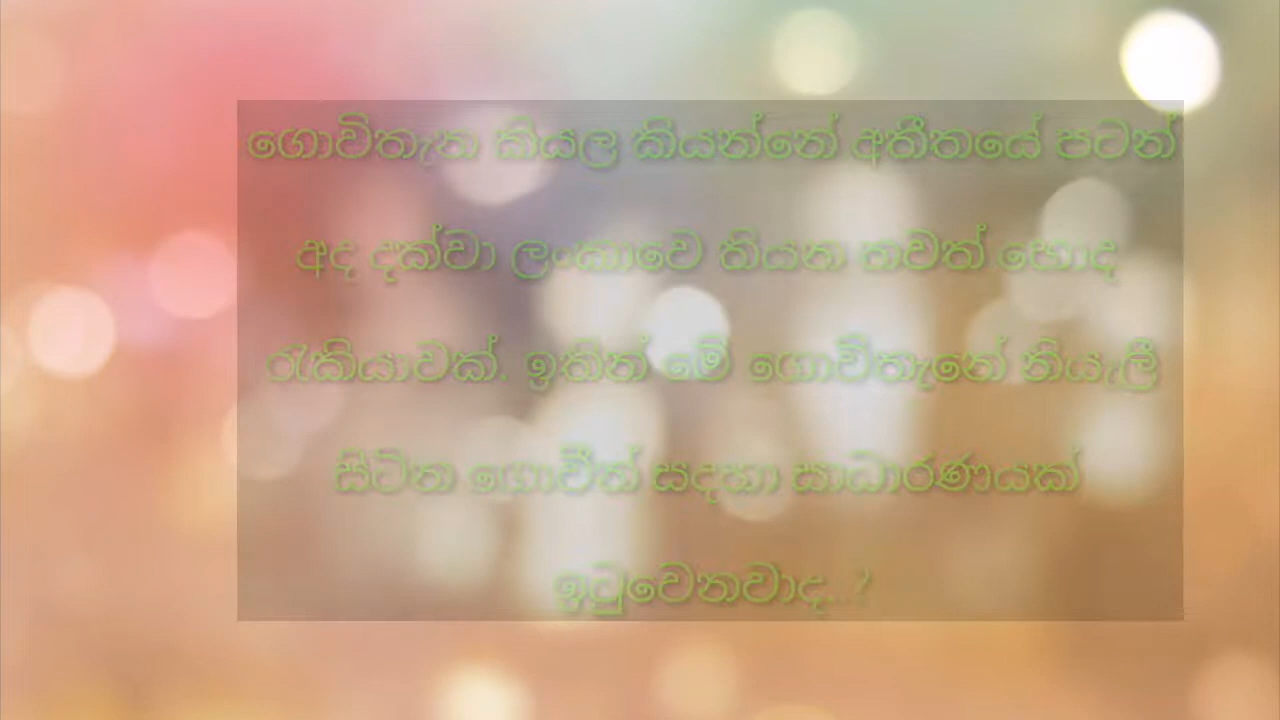 ගොවිතැන කියල කියන්නේ අතීතයේ පටන්
අද දක්වා ලංකාවෙ තියන තවත් හොඳ
රැකියාවක්. ඉතින් මේ ගොවිතැනේ නියැලී
සිටින ගොවීන් සඳහා සාධාරණයක්
ඉටුවෙනවාද..?